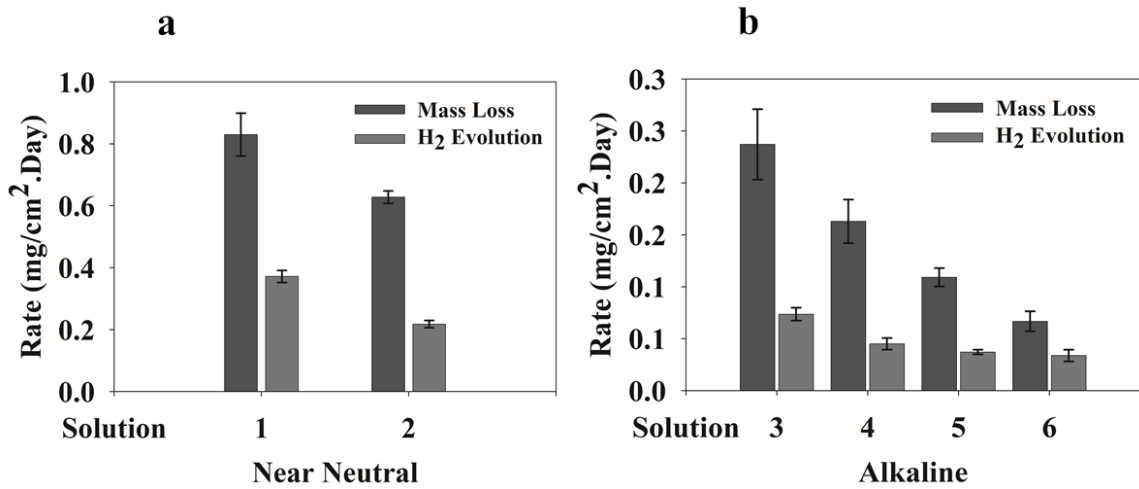 a
Rate (mg/cm².Day)
1.0
0.8
0.6
0.4
0.2
0.0
Mass Loss
H₂ Evolution
Solution 1 2
Near Neutral
b
Rate (mg/cm².Day)
0.3
0.3
0.2
0.2
0.1
0.1
0.0
Mass Loss
H₂ Evolution
Solution 3 4 5 6
Alkaline